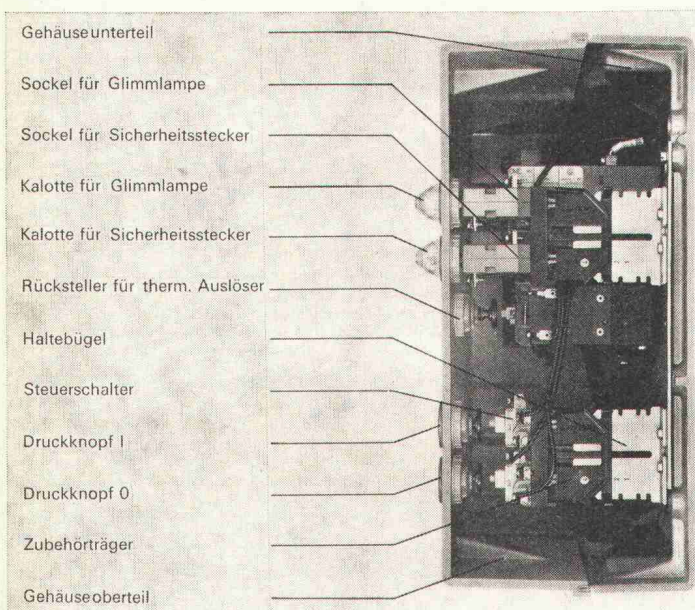 Gehäuseunterteil
Sockel für Glimmlampe
Sockel für Sicherheitsstecker
Kalotte für Glimmlampe
Kalotte für Sicherheitsstecker
Rücksteller für therm. Auslöser
Haltebügel
Steuerschalter
Druckknopf I
Druckknopf 0
Zubehörträger
Gehäuseoberteil